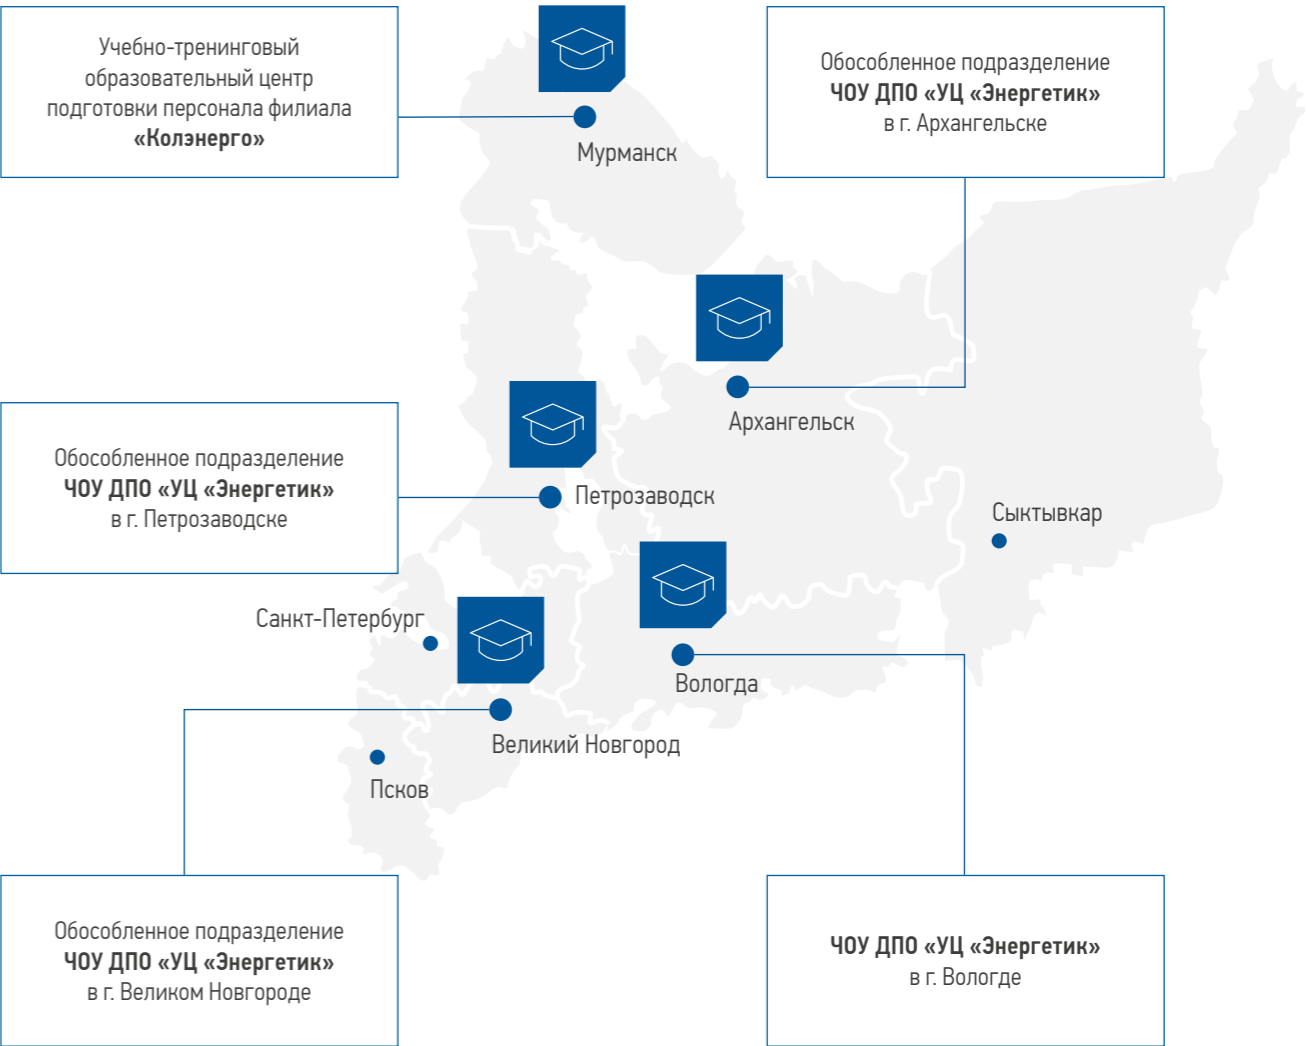 Учебно-тренинговый
образовательный центр
подготовки персонала филиала
«Колэнерго»
Обособленное подразделение
ЧОУ ДПО «УЦ «Энергетик»
в г. Архангельске
Мурманск
Архангельск
Обособленное подразделение
ЧОУ ДПО «УЦ «Энергетик»
в г. Петрозаводске
Петрозаводск
Сыктывкар
Санкт-Петербург
Вологда
Великий Новгород
Псков
Обособленное подразделение
ЧОУ ДПО «УЦ «Энергетик»
в г. Великом Новгороде
ЧОУ ДПО «УЦ «Энергетик»
в г. Вологде